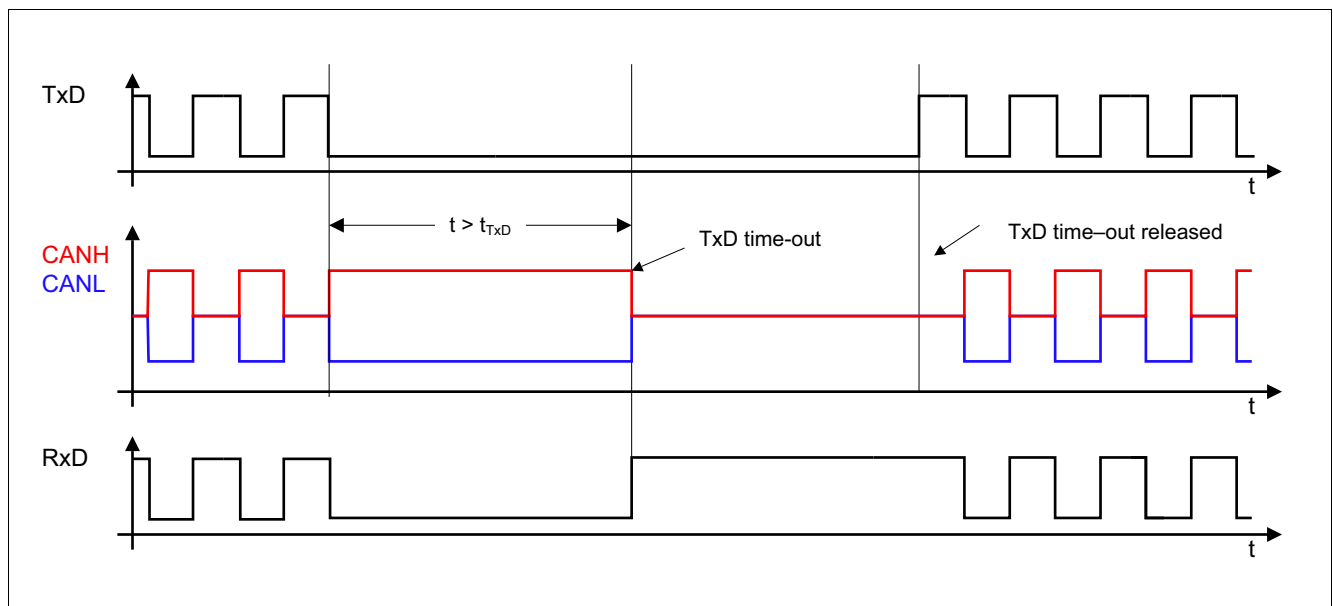 TxD
t
t > tTxD
TxD time-out
TxD time–out released
CANH
CANL
t
RxD
t